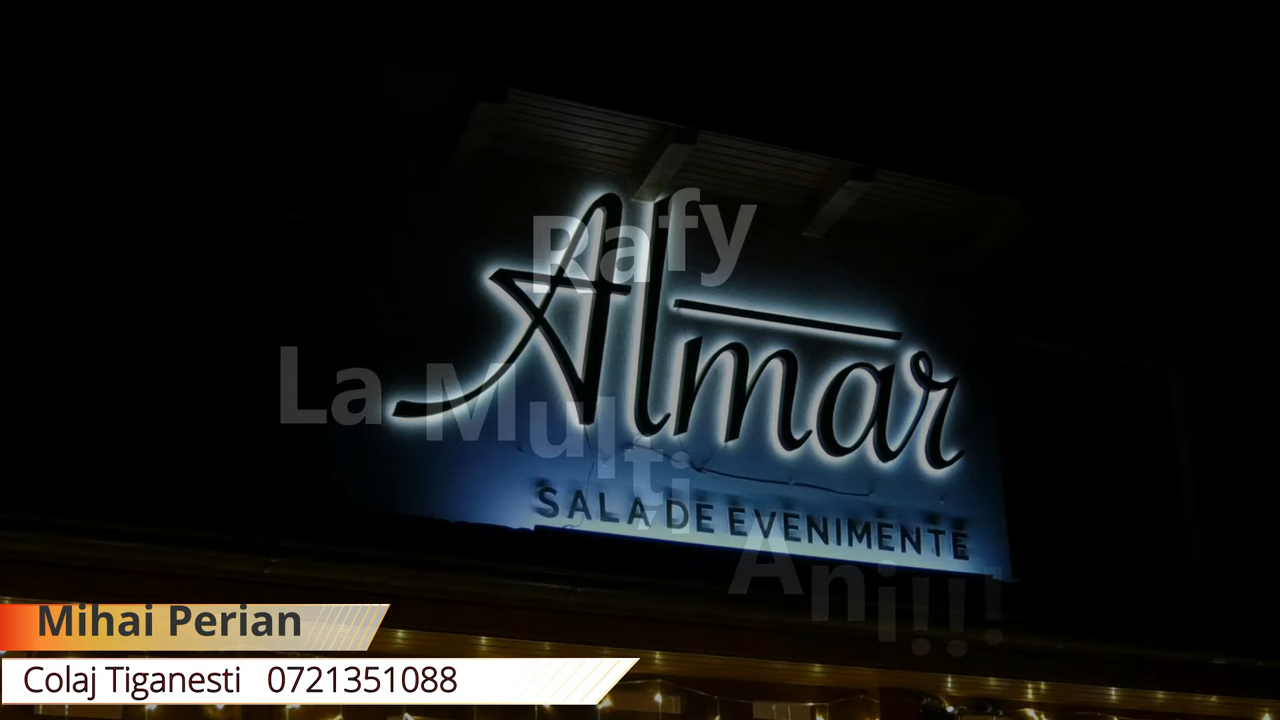 Rafy
Almar
La Multi Ani!!!
SALA DE EVENIMENTE
Mihai Perian
Colaj Tiganesti 0721351088